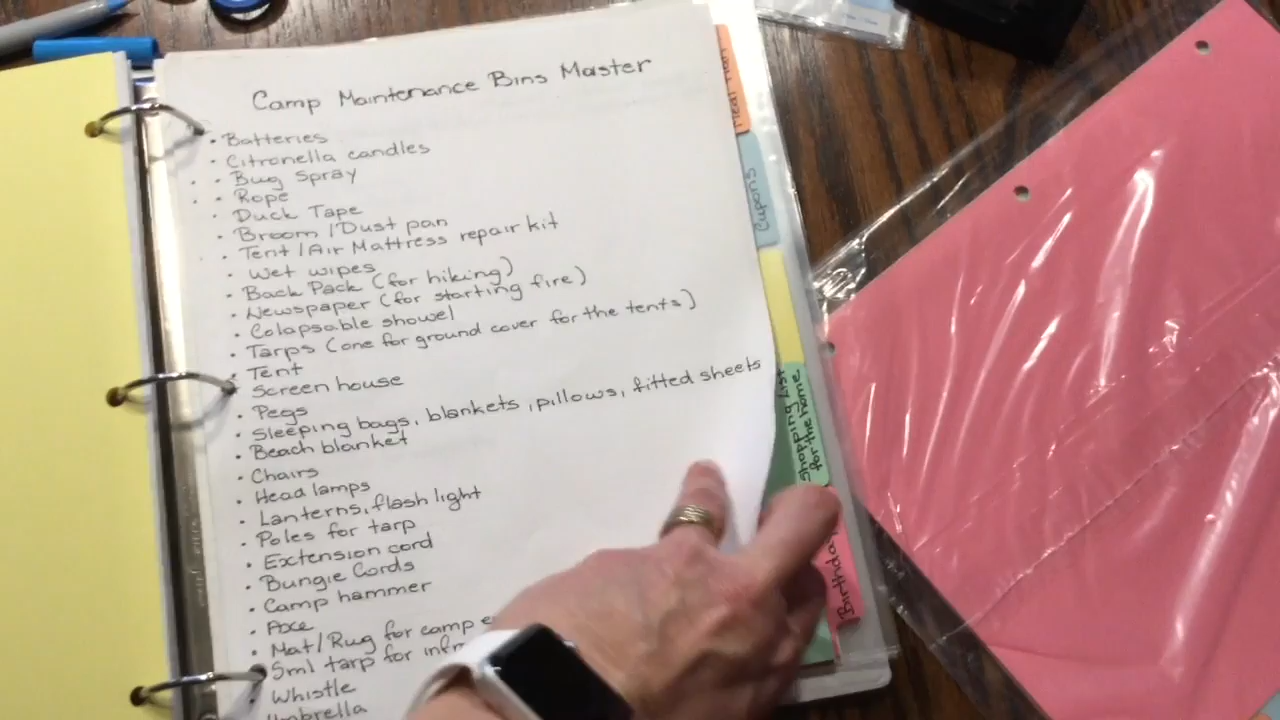 Camp Maintenance Bins Master
• Batteries
• Citronella candles
• Bug Spray
• Rope
• Duck Tape
• Broom / Dust pan
• Tent / Air Mattress repair kit
• Wet wipes
• Back Pack (for hiking)
• Newspaper (for starting fire)
• Colapsable showel
• Tarps (one for ground cover for the tents)
• Tent
• Screen house
• Pegs
• Sleeping bags, blankets, pillows, fitted sheets
• Beach blanket
• Chairs
• Head lamps
• Lanterns, flash light
• Poles for tarp
• Extension cord
• Bungie Cords
• Camp hammer
• Axe
• Mat/Rug for camp
• Sml tarp for
• Whistle
Umbrella
Cupons
Shopping list
for the home
Birthday